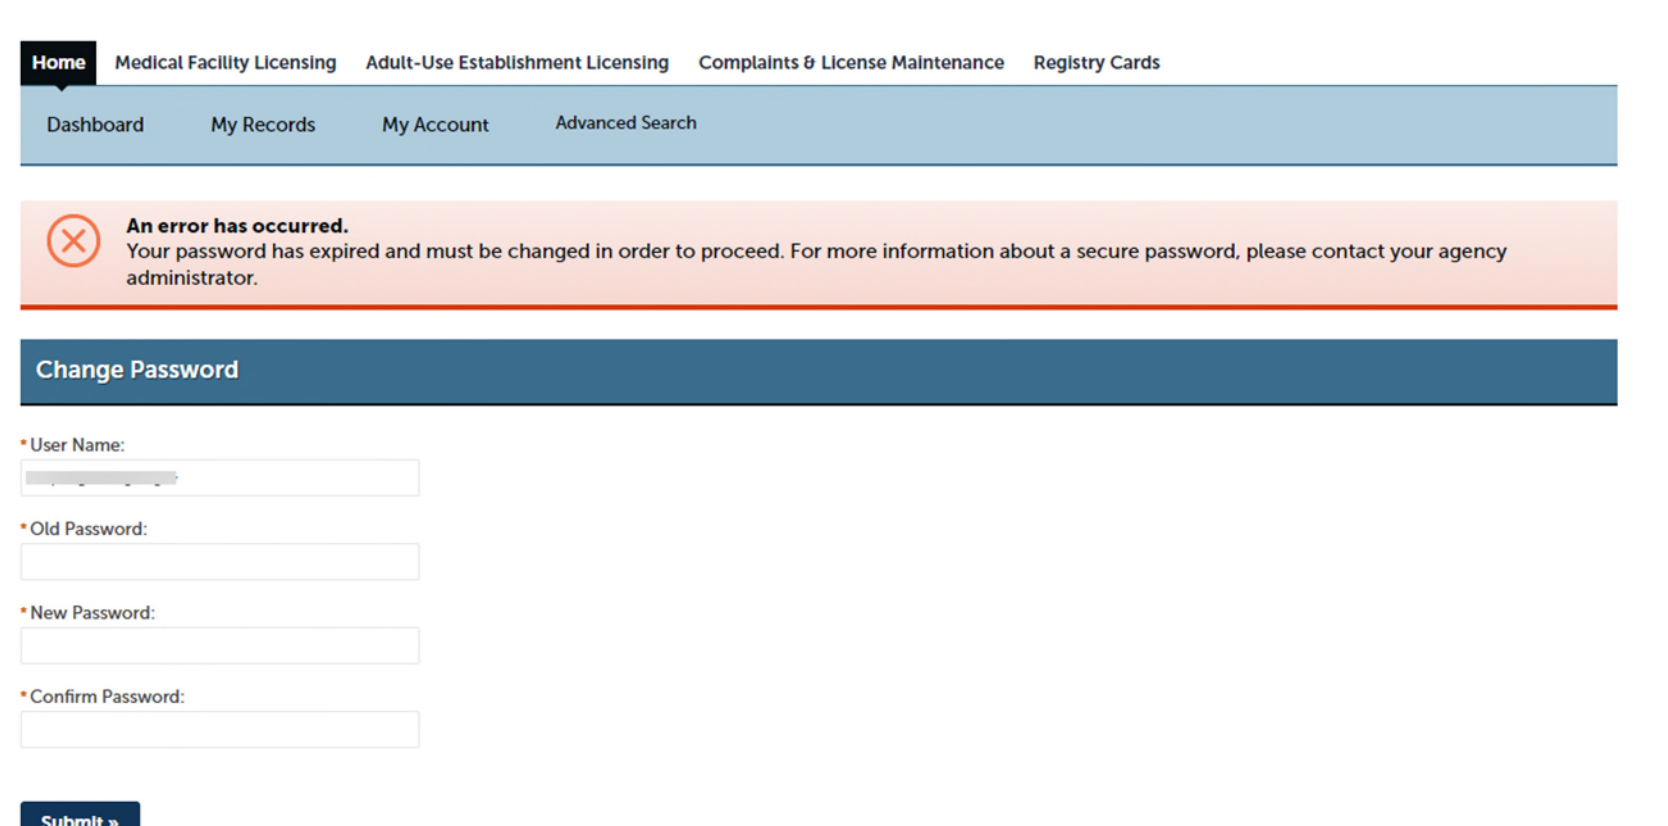 Home Medical Facility Licensing Adult-Use Establishment Licensing Complaints & License Maintenance Registry Cards
Dashboard My Records My Account Advanced Search
An error has occurred.
Your password has expired and must be changed in order to proceed. For more information about a secure password, please contact your agency
administrator.
Change Password
* User Name:
* Old Password:
* New Password:
* Confirm Password:
Submit »